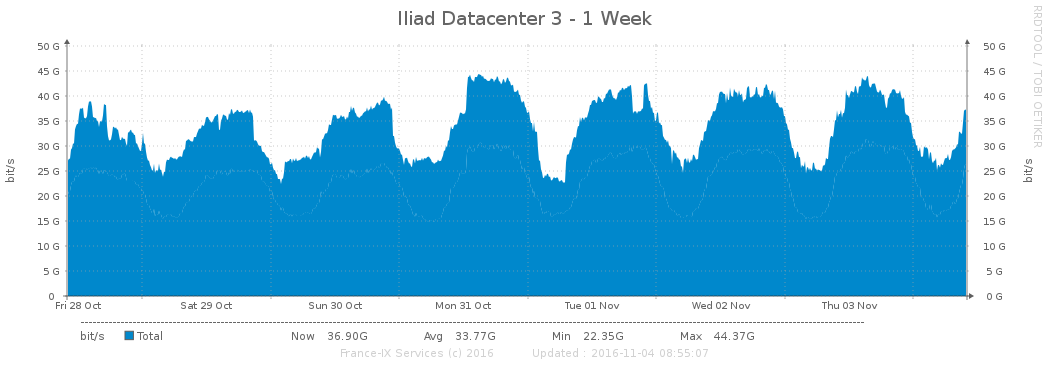 Iliad Datacenter 3 - 1 Week
RRDTOOL / TOBI OETIKER
50 G 50 G
45 G 45 G
40 G 40 G
35 G 35 G
30 G 30 G
25 G 25 G
20 G 20 G
15 G 15 G
10 G 10 G
5 G 5 G
0 0 G
bit/s
bit/s
Fri 28 Oct Sat 29 Oct Sun 30 Oct Mon 31 Oct Tue 01 Nov Wed 02 Nov Thu 03 Nov
bit/s Total Now 36.90G Avg 33.77G Min 22.35G Max 44.37G
France-IX Services (c) 2016 Updated : 2016-11-04 08:55:07